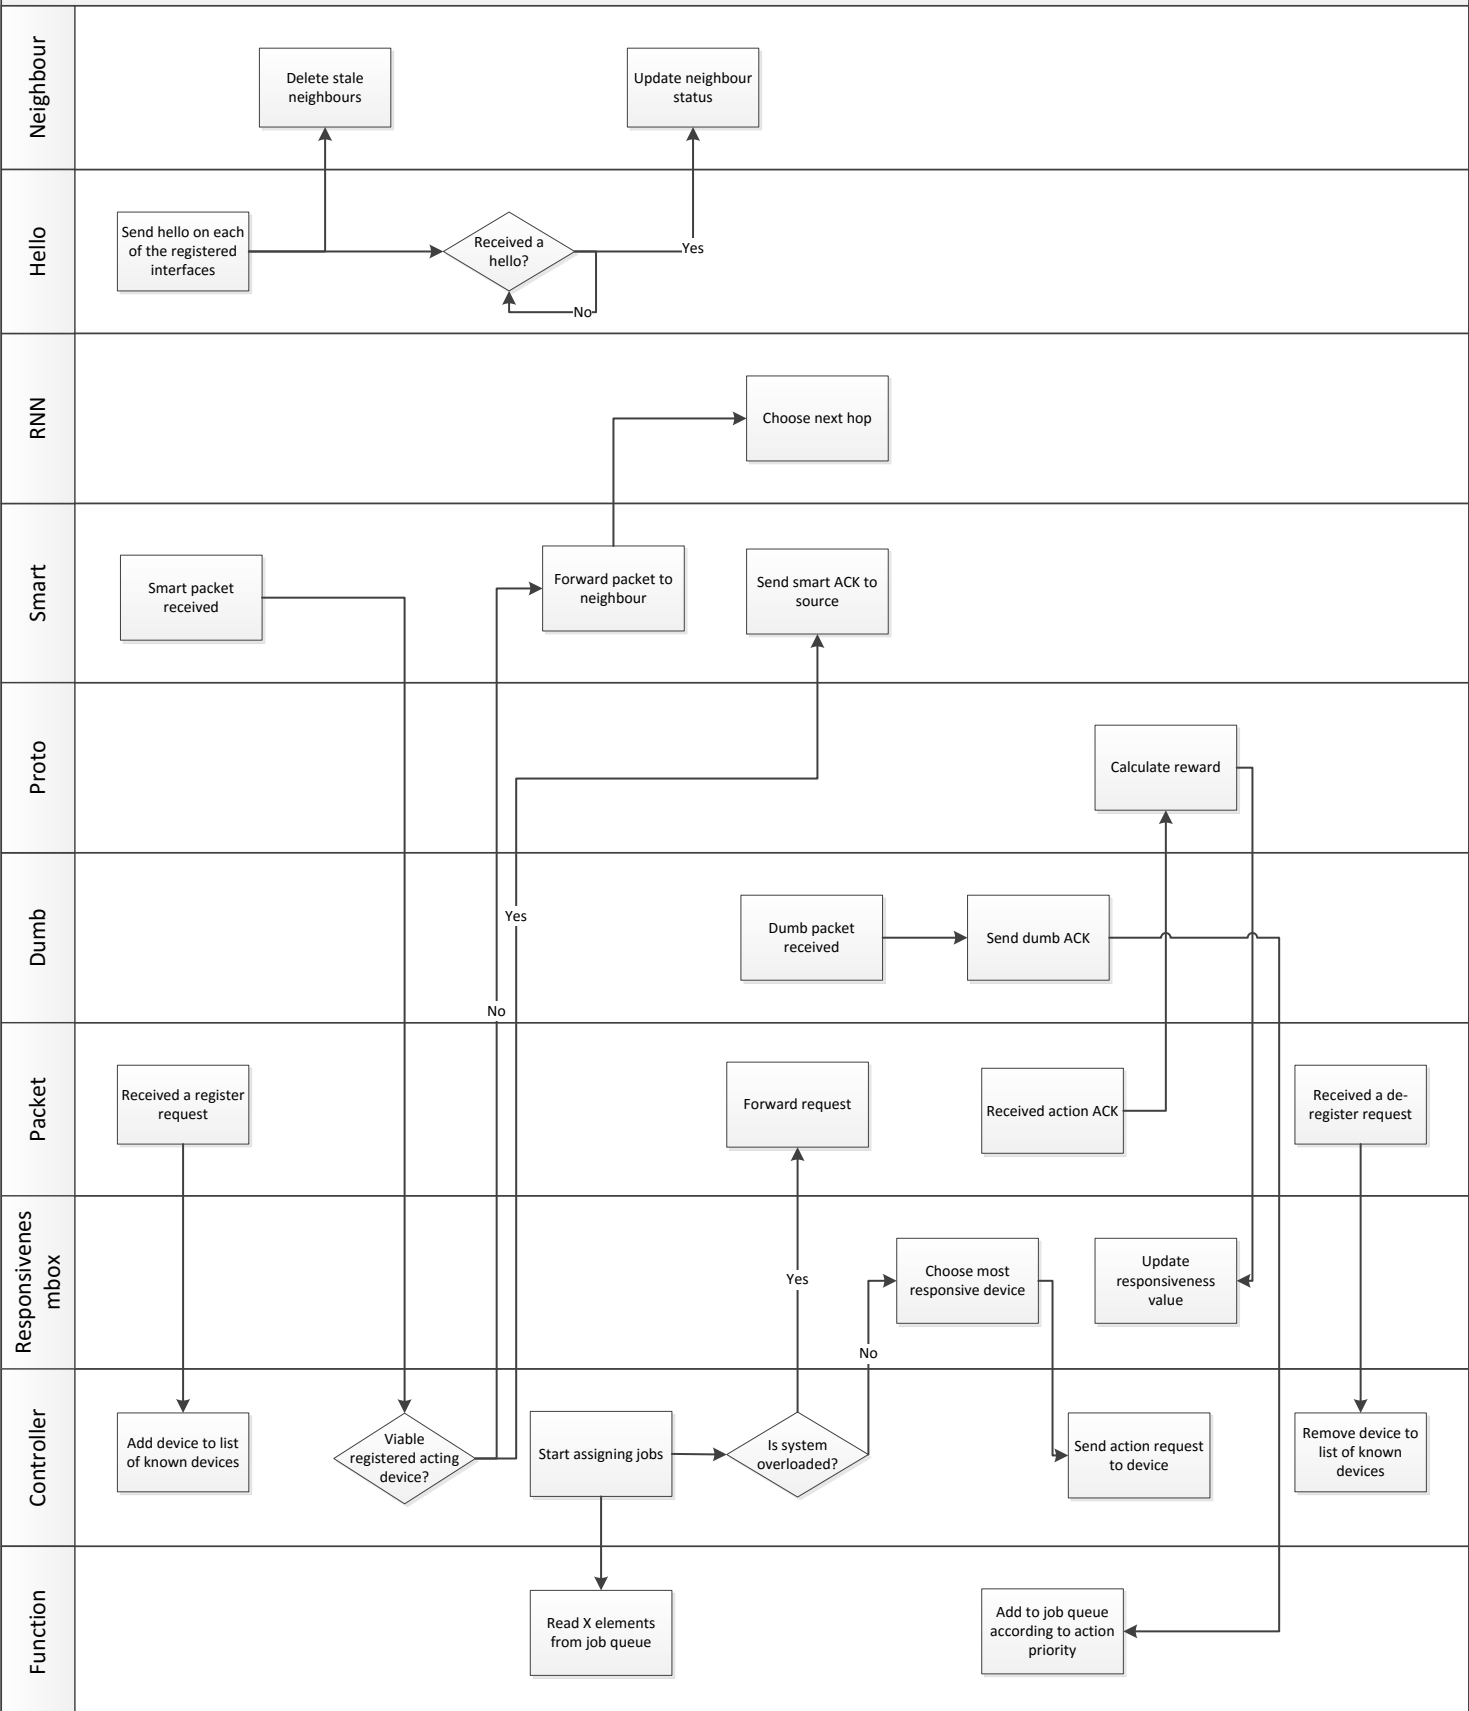 Neighbour
Delete stale
neighbours
Update neighbour
status
Hello
Send hello on each
of the registered
interfaces
Received a
hello?
Yes
No
RNN
Choose next hop
Smart
Smart packet
received
Forward packet to
neighbour
Send smart ACK to
source
Proto
Calculate reward
Dumb
Yes
Dumb packet
received
Send dumb ACK
No
Packet
Received a register
request
Forward request
Received action ACK
Received a de-
register request
Responsivenes
mbox
Yes
Choose most
responsive device
Update
responsiveness
value
No
Controller
Add device to list
of known devices
Viable
registered acting
device?
Start assigning jobs
Is system
overloaded?
Send action request
to device
Remove device to
list of known
devices
Function
Read X elements
from job queue
Add to job queue
according to action
priority